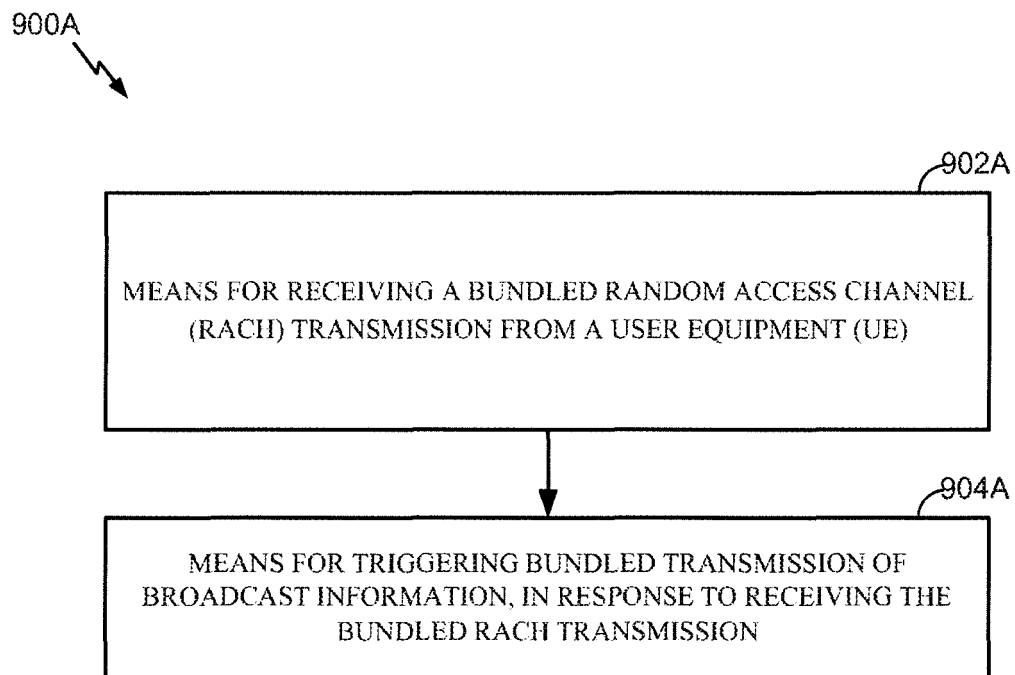 900A
902A
MEANS FOR RECEIVING A BUNDLED RANDOM ACCESS CHANNEL
(RACH) TRANSMISSION FROM A USER EQUIPMENT (UE)
904A
MEANS FOR TRIGGERING BUNDLED TRANSMISSION OF
BROADCAST INFORMATION, IN RESPONSE TO RECEIVING THE
BUNDLED RACH TRANSMISSION